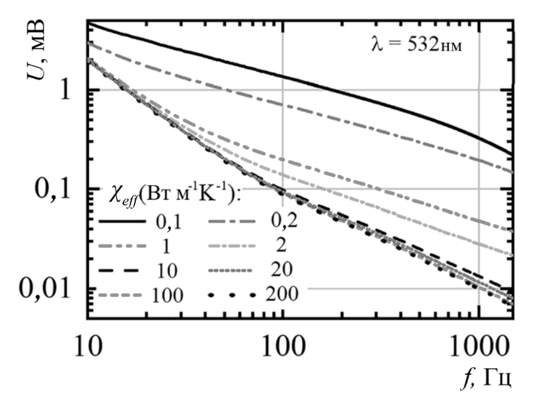 U, мВ
λ = 532нм
1
0,1
0,01
χeff(Вт м⁻¹К⁻¹):
0,1 0,2
1 2
10 20
100 200
10 100 1000
f, Гц